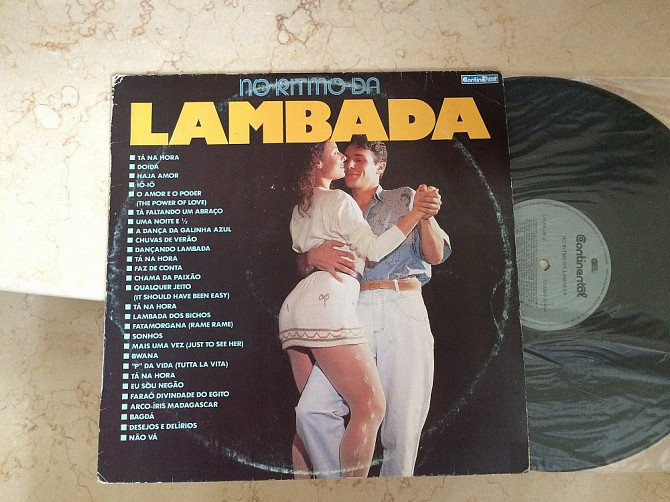 NO RITMO DA
Continental
LAMBADA
TÁ NA HORA
DOIDA
HAJA AMOR
IÔ-IÔ
O AMOR E O PODER
(THE POWER OF LOVE)
TÁ FALTANDO UM ABRAÇO
UMA NOITE E ½
A DANÇA DA GALINHA AZUL
CHUVAS DE VERÃO
DANÇANDO LAMBADA
TÁ NA HORA
FAZ DE CONTA
CHAMA DA PAIXÃO
QUALQUER JEITO
(IT SHOULD HAVE BEEN EASY)
TÁ NA HORA
LAMBADA DOS BICHOS
FATAMORGANA (RAME RAME)
SONHOS
MAIS UMA VEZ (JUST TO SEE HER)
BWANA
"P" DA VIDA (TUTTA LA VITA)
TÁ NA HORA
EU SOU NEGÃO
FARAÓ DIVINDADE DO EGITO
ARCO-ÍRIS MADAGASCAR
BAGDÁ
DESEJOS E DELÍRIOS
NÃO VÁ
Continental
NO RITMO DA LAMBADA